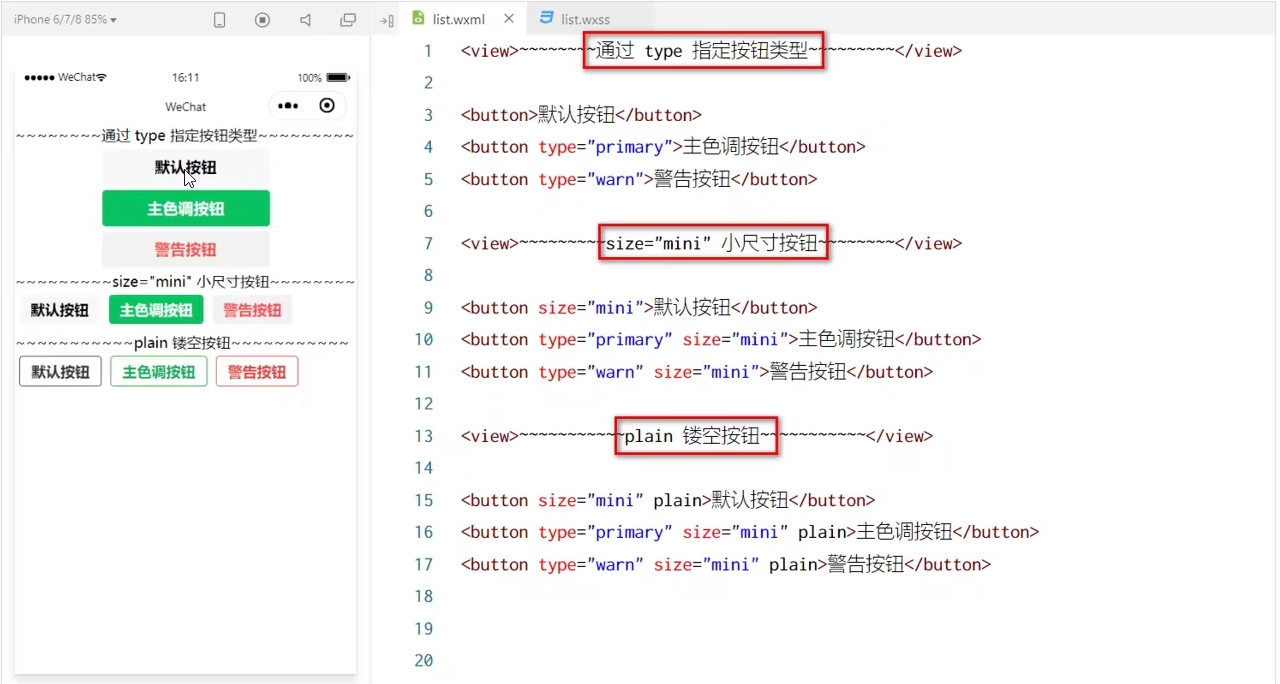 iPhone 6/7/8 85%
list.wxml
list.wxss
WeChat
16:11
100%
WeChat
~~~~~~~~通过 type 指定按钮类型~~~~~~~~~
默认按钮
主色调按钮
警告按钮
~~~~~~~~~size="mini" 小尺寸按钮~~~~~~~~
默认按钮 主色调按钮 警告按钮
~~~~~~~~~~~plain 镂空按钮~~~~~~~~~~~
默认按钮 主色调按钮 警告按钮
1 <view>~~~~~~~~通过 type 指定按钮类型~~~~~~~~~</view>
2
3 <button>默认按钮</button>
4 <button type="primary">主色调按钮</button>
5 <button type="warn">警告按钮</button>
6
7 <view>~~~~~~~~~size="mini" 小尺寸按钮~~~~~~~~</view>
8
9 <button size="mini">默认按钮</button>
10 <button type="primary" size="mini">主色调按钮</button>
11 <button type="warn" size="mini">警告按钮</button>
12
13 <view>~~~~~~~~~~~plain 镂空按钮~~~~~~~~~~~</view>
14
15 <button size="mini" plain>默认按钮</button>
16 <button type="primary" size="mini" plain>主色调按钮</button>
17 <button type="warn" size="mini" plain>警告按钮</button>
18
19
20